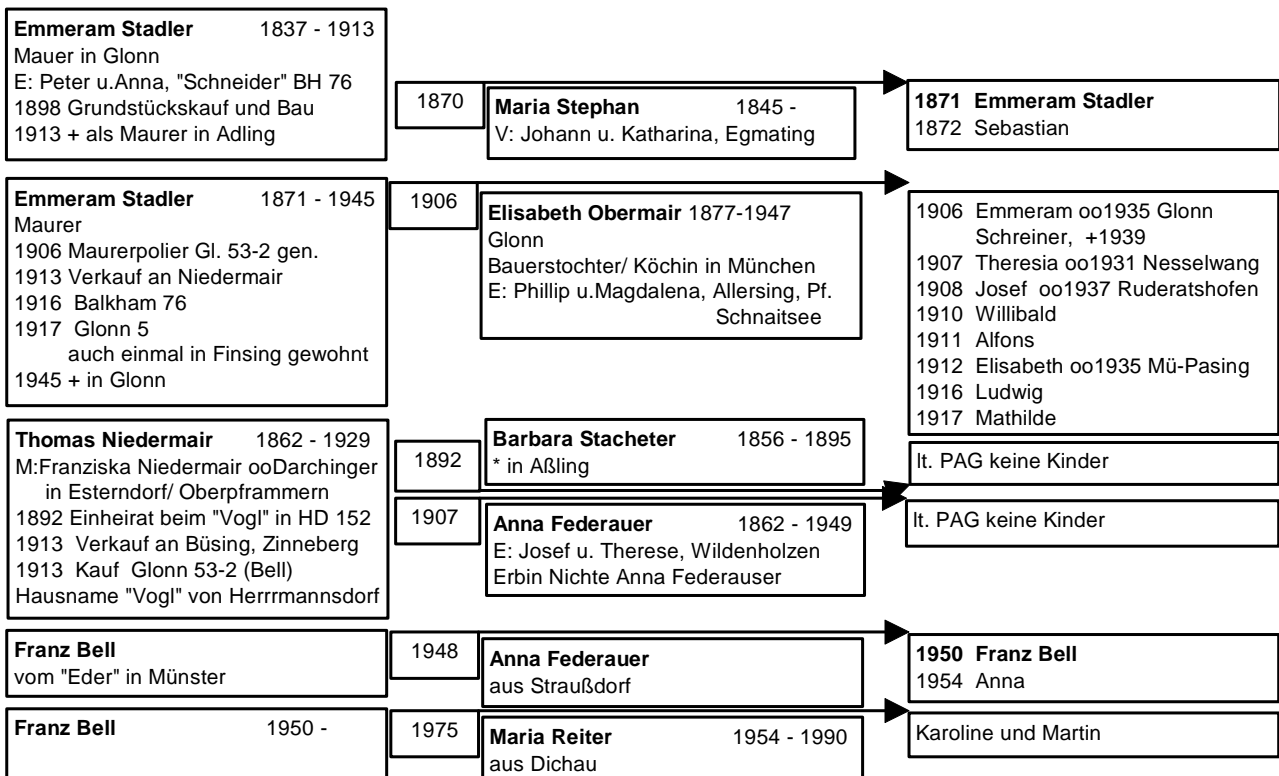 Emmeram Stadler 1837 - 1913
Mauer in Glonn
E: Peter u.Anna, "Schneider" BH 76
1898 Grundstückskauf und Bau
1913 + als Maurer in Adling
1870
Maria Stephan 1845 -
V: Johann u. Katharina, Egmating
1871 Emmeram Stadler
1872 Sebastian
Emmeram Stadler 1871 - 1945
Maurer
1906 Maurerpolier Gl. 53-2 gen.
1913 Verkauf an Niedermair
1916 Balkham 76
1917 Glonn 5
auch einmal in Finsing gewohnt
1945 + in Glonn
1906
Elisabeth Obermair 1877-1947
Glonn
Bauerstochter/ Köchin in München
E: Phillip u.Magdalena, Allersing, Pf.
Schnaitsee
1906 Emmeram oo1935 Glonn
Schreiner, +1939
1907 Theresia oo1931 Nesselwang
1908 Josef oo1937 Ruderatshofen
1910 Willibald
1911 Alfons
1912 Elisabeth oo1935 Mü-Pasing
1916 Ludwig
1917 Mathilde
Thomas Niedermair 1862 - 1929
M:Franziska Niedermair ooDarchinger
in Esterndorf/ Oberpframmern
1892 Einheirat beim "Vogl" in HD 152
1913 Verkauf an Büsing, Zinneberg
1913 Kauf Glonn 53-2 (Bell)
Hausname "Vogl" von Herrrmannsdorf
1892
Barbara Stacheter 1856 - 1895
* in Aßling
lt. PAG keine Kinder
1907
Anna Federauer 1862 - 1949
E: Josef u. Therese, Wildenholzen
Erbin Nichte Anna Federauser
lt. PAG keine Kinder
Franz Bell
vom "Eder" in Münster
1948
Anna Federauer
aus Straußdorf
1950 Franz Bell
1954 Anna
Franz Bell 1950 -
1975
Maria Reiter 1954 - 1990
aus Dichau
Karoline und Martin